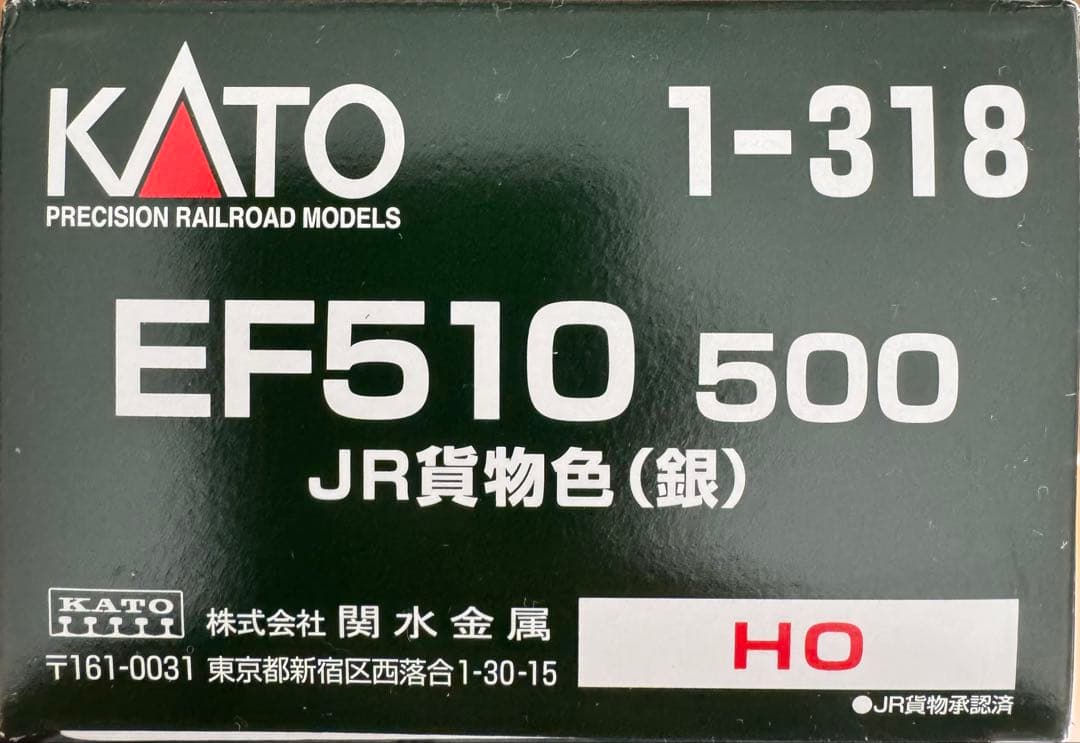 KATO 1-318
PRECISION RAILROAD MODELS
EF510 500
JR貨物色(銀)
KATO 株式会社 関水金属
〒161-0031 東京都新宿区西落合1-30-15
HO
●JR貨物承認済